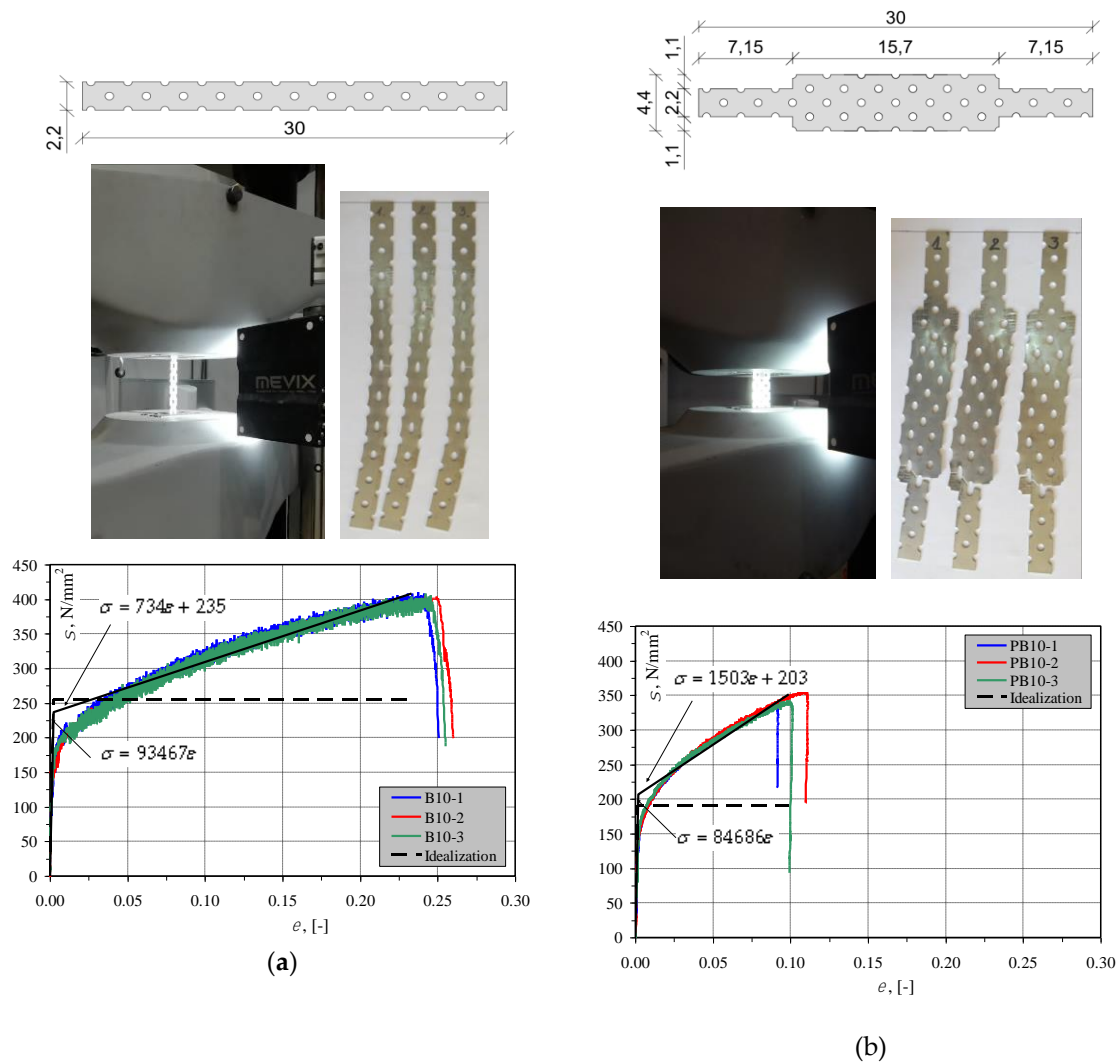 30
2,2
MEVIX
1 2 3
450
400
350
300
250
200
150
100
50
0
s, N/mm²
σ = 734ε + 235
σ = 93467ε
B10-1
B10-2
B10-3
Idealization
0.00 0.05 0.10 0.15 0.20 0.25 0.30
e, [-]
(a)
30
7,15 15,7 7,15
1,1
4,4
2,2
1,1
MEVIX
1 2 3
450
400
350
300
250
200
150
100
50
0
s, N/mm²
σ = 1503ε + 203
σ = 84686ε
PB10-1
PB10-2
PB10-3
Idealization
0.00 0.05 0.10 0.15 0.20 0.25 0.30
e, [-]
(b)